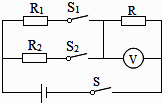 R₁ S₁ R
R₂ S₂ V
S